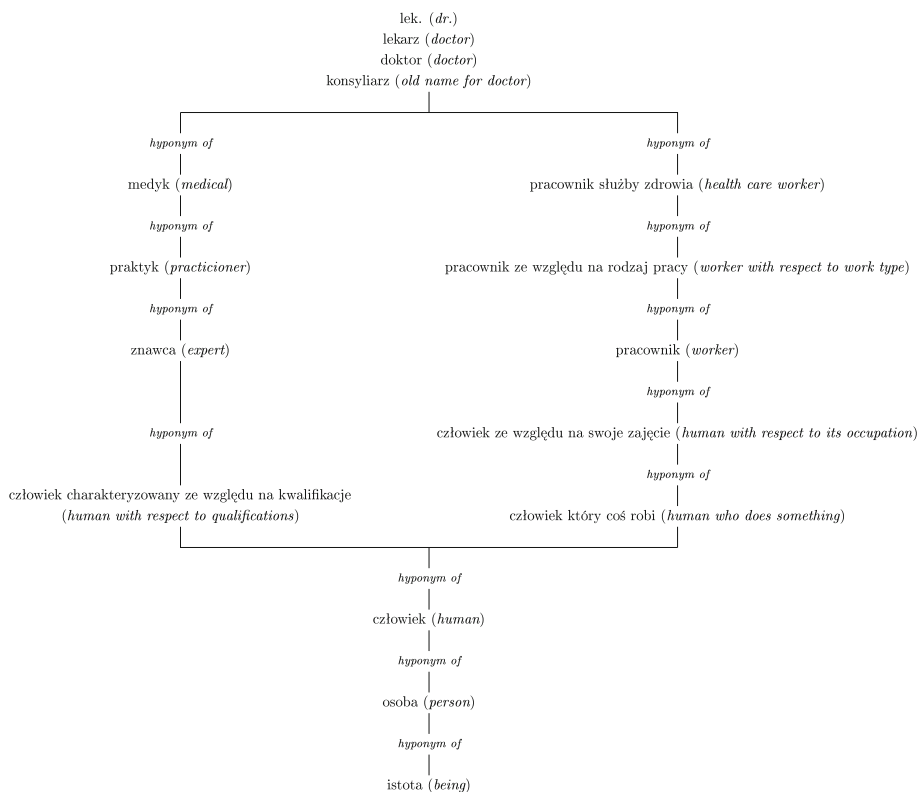 lek. (dr.)
lekarz (doctor)
doktor (doctor)
konsyliarz (old name for doctor)
hyponym of
hyponym of
medyk (medical)
pracownik służby zdrowia (health care worker)
hyponym of
hyponym of
praktyk (practicioner)
pracownik ze względu na rodzaj pracy (worker with respect to work type)
hyponym of
hyponym of
znawca (expert)
pracownik (worker)
hyponym of
hyponym of
człowiek ze względu na swoje zajęcie (human with respect to its occupation)
hyponym of
człowiek charakteryzowany ze względu na kwalifikacje
(human with respect to qualifications)
człowiek który coś robi (human who does something)
hyponym of
człowiek (human)
hyponym of
osoba (person)
hyponym of
istota (being)